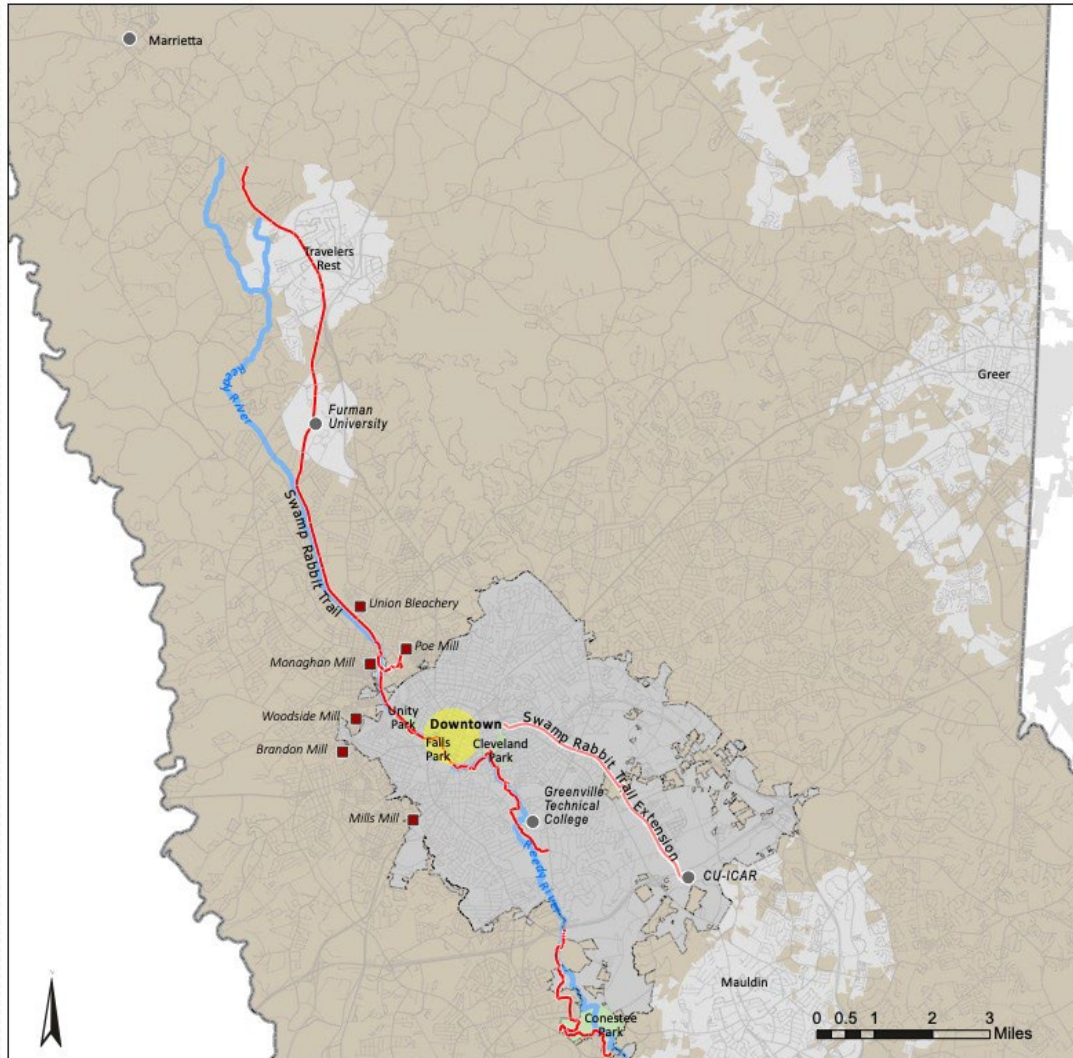 Marrietta
Travelers
Rest
Greer
Reedy River
Furman
University
Swamp Rabbit Trail
Union Bleachery
Poe Mill
Monaghan Mill
Unity
Park
Woodside Mill
Downtown
Swamp Rabbit Trail Extension
Falls
Park
Cleveland
Park
Brandon Mill
Greenville
Technical
College
Mills Mill
Reedy River
CU-ICAR
Mauldin
Conestee
Park
0 0.5 1 2 3
Miles